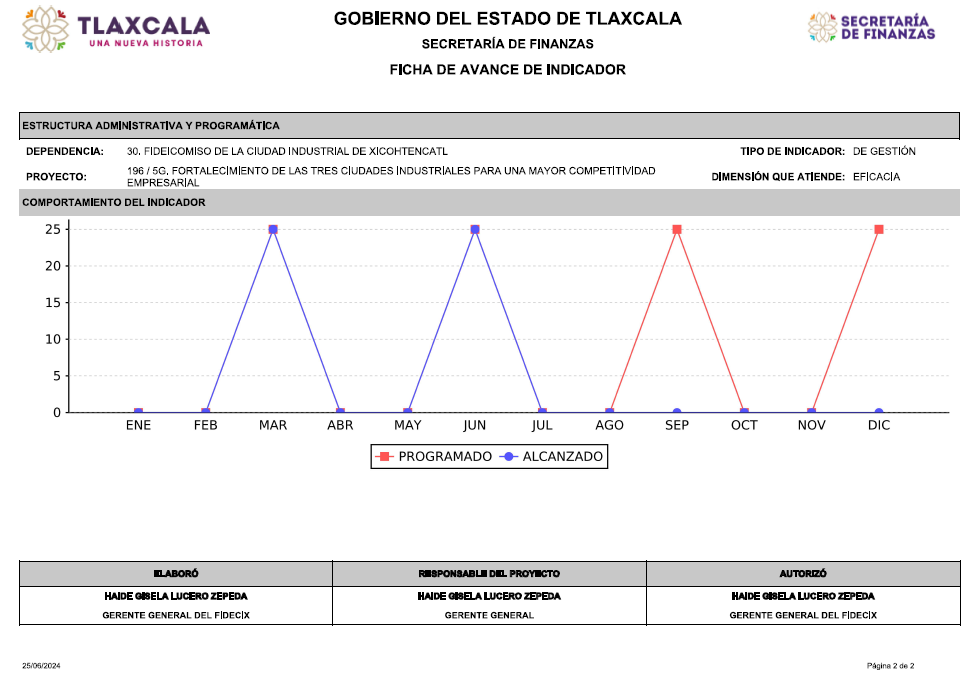 TLAXCALA
UNA NUEVA HISTORIA
GOBIERNO DEL ESTADO DE TLAXCALA
SECRETARÍA DE FINANZAS
FICHA DE AVANCE DE INDICADOR
SECRETARÍA
DE FINANZAS
ESTRUCTURA ADMINISTRATIVA Y PROGRAMÁTICA
DEPENDENCIA: 30. FIDEICOMISO DE LA CIUDAD INDUSTRIAL DE XICOHTENCATL TIPO DE INDICADOR: DE GESTIÓN
PROYECTO: 196 / 5G. FORTALECIMIENTO DE LAS TRES CIUDADES INDUSTRIALES PARA UNA MAYOR COMPETITIVIDAD
EMPRESARIAL DIMENSIÓN QUE ATIENDE: EFICACIA
COMPORTAMIENTO DEL INDICADOR
25
20
15
10
5
0
ENE FEB MAR ABR MAY JUN JUL AGO SEP OCT NOV DIC
PROGRAMADO ALCANZADO
ELABORÓ RESPONSABLE DEL PROYECTO AUTORIZÓ
HAIDE GISELA LUCERO ZEPEDA HAIDE GISELA LUCERO ZEPEDA HAIDE GISELA LUCERO ZEPEDA
GERENTE GENERAL DEL FIDECIX GERENTE GENERAL GERENTE GENERAL DEL FIDECIX
25/06/2024 Página 2 de 2